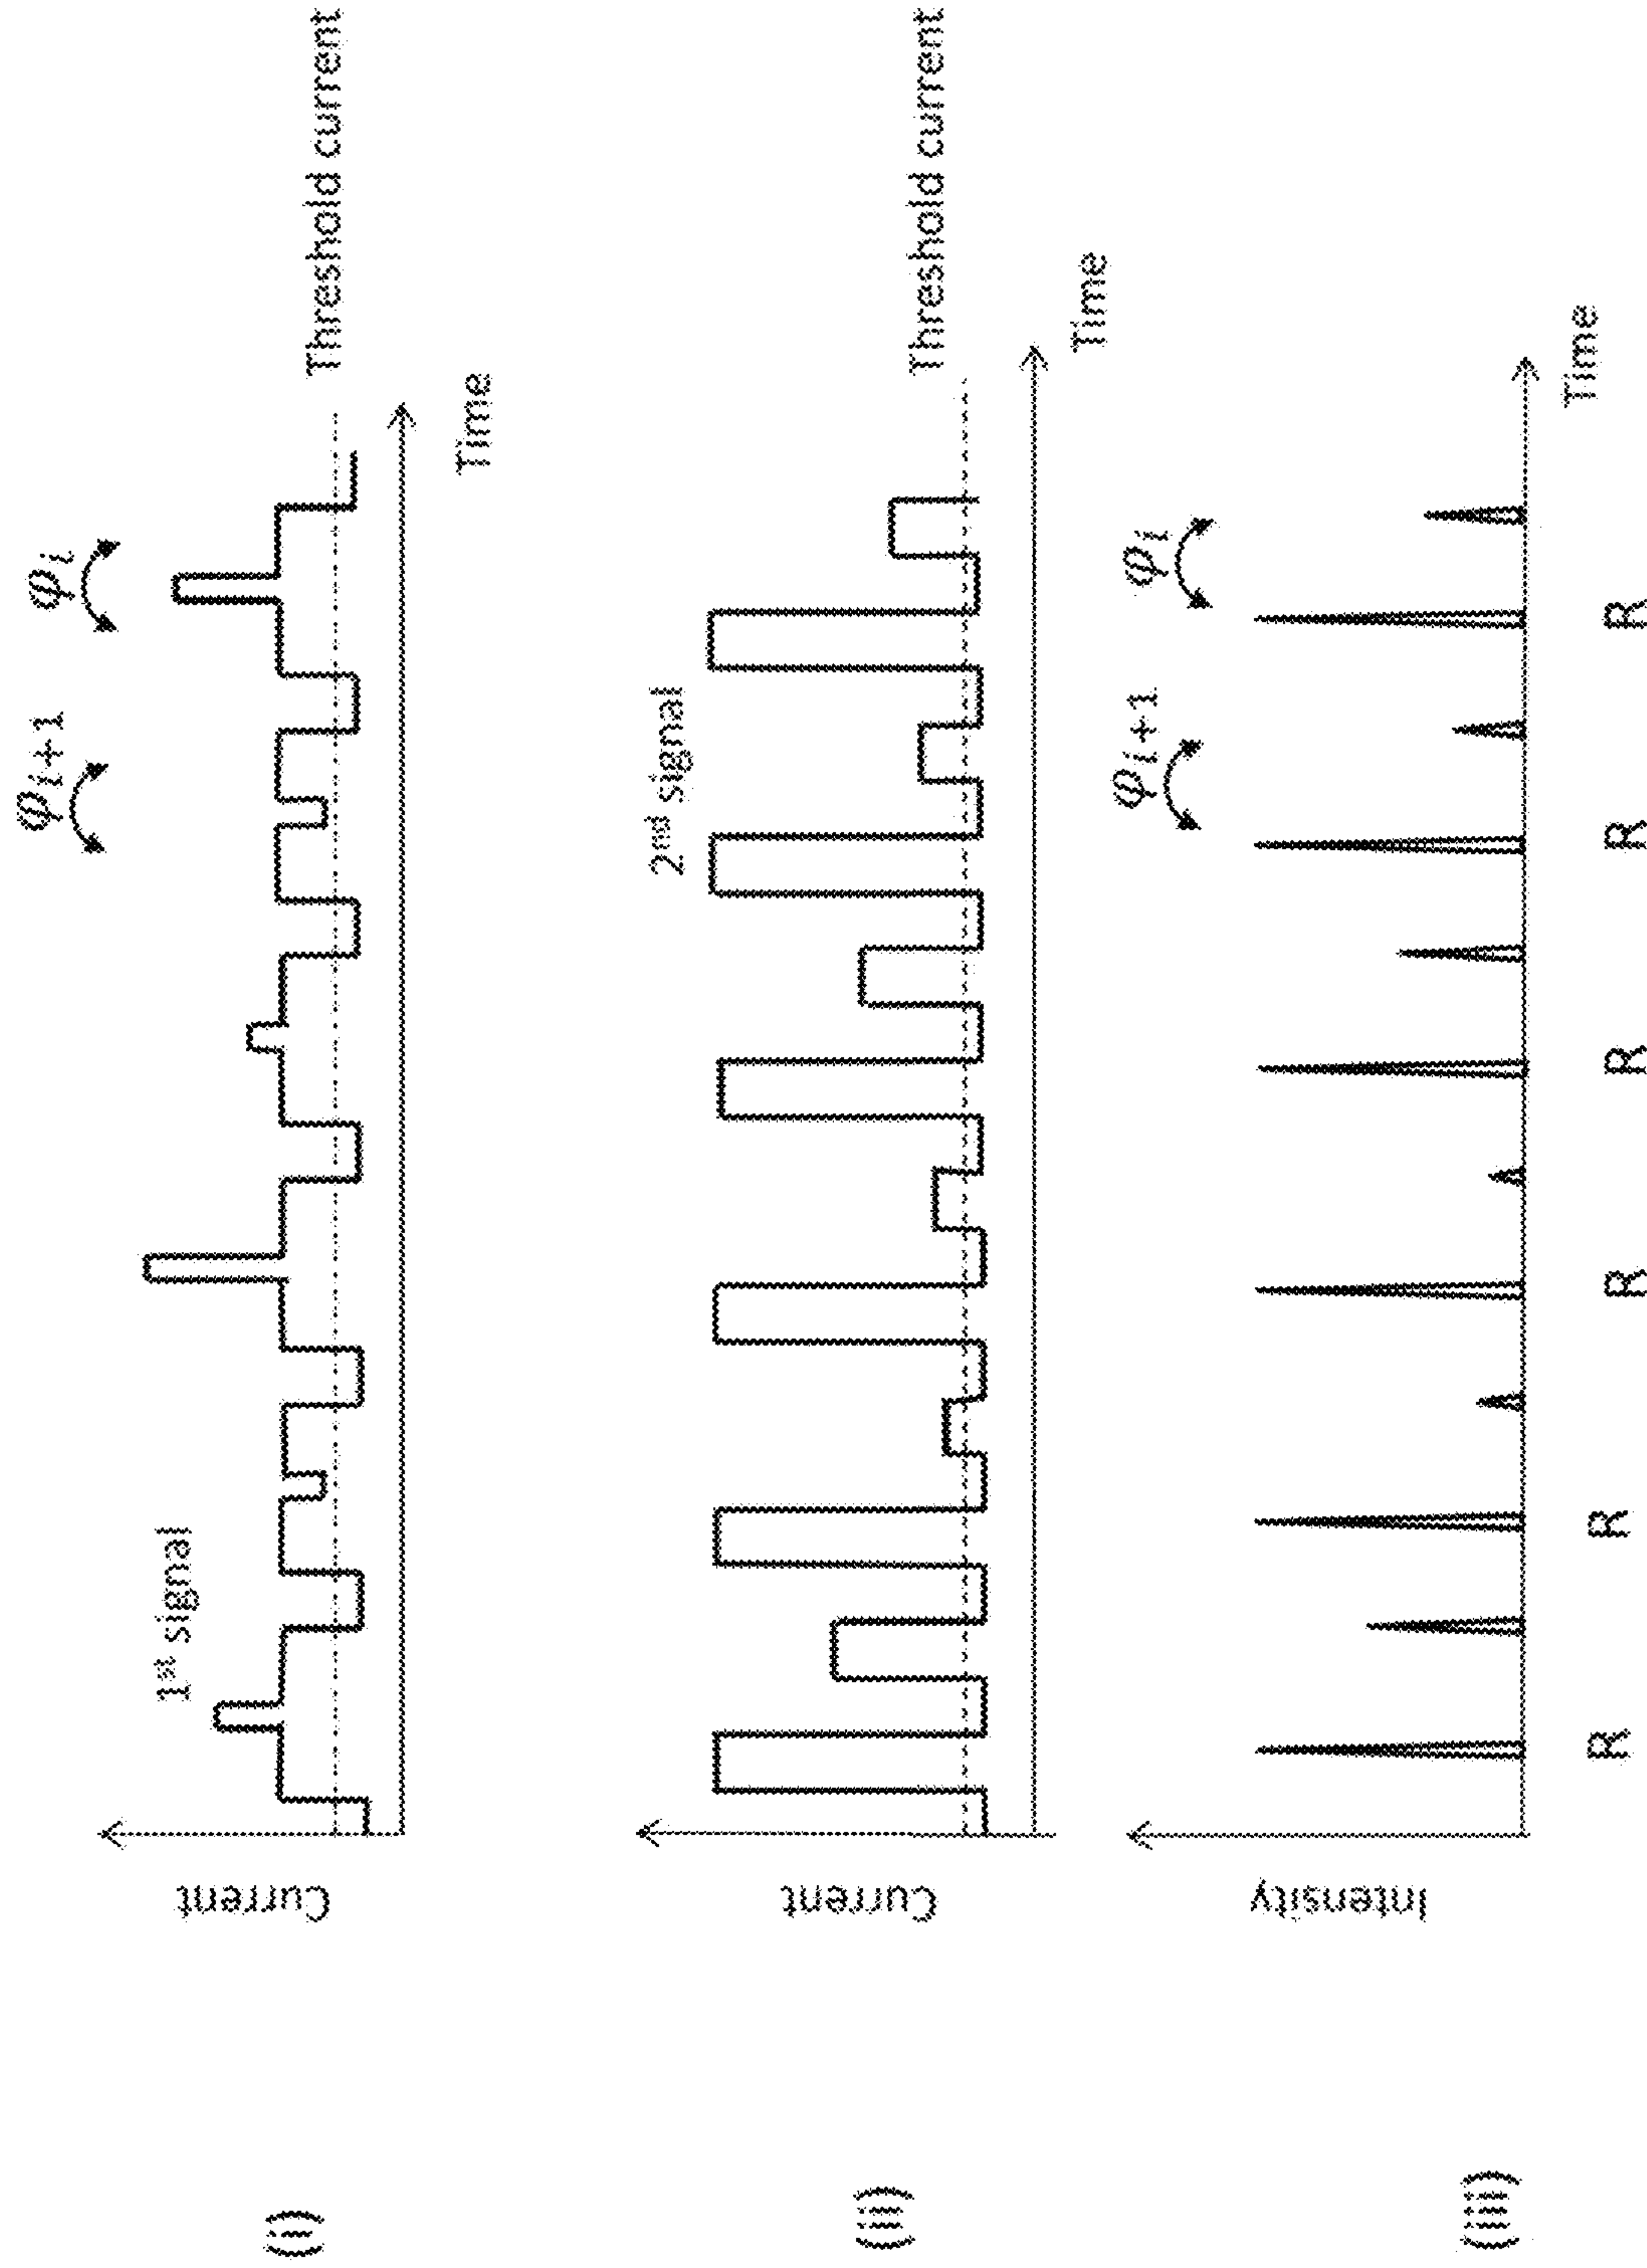 (i)
Current
1st signal
φi+1
φi
Threshold current
Time
(ii)
Current
2nd signal
Threshold current
Time
(iii)
Intensity
φi+1
φi
Time
R R R R R R